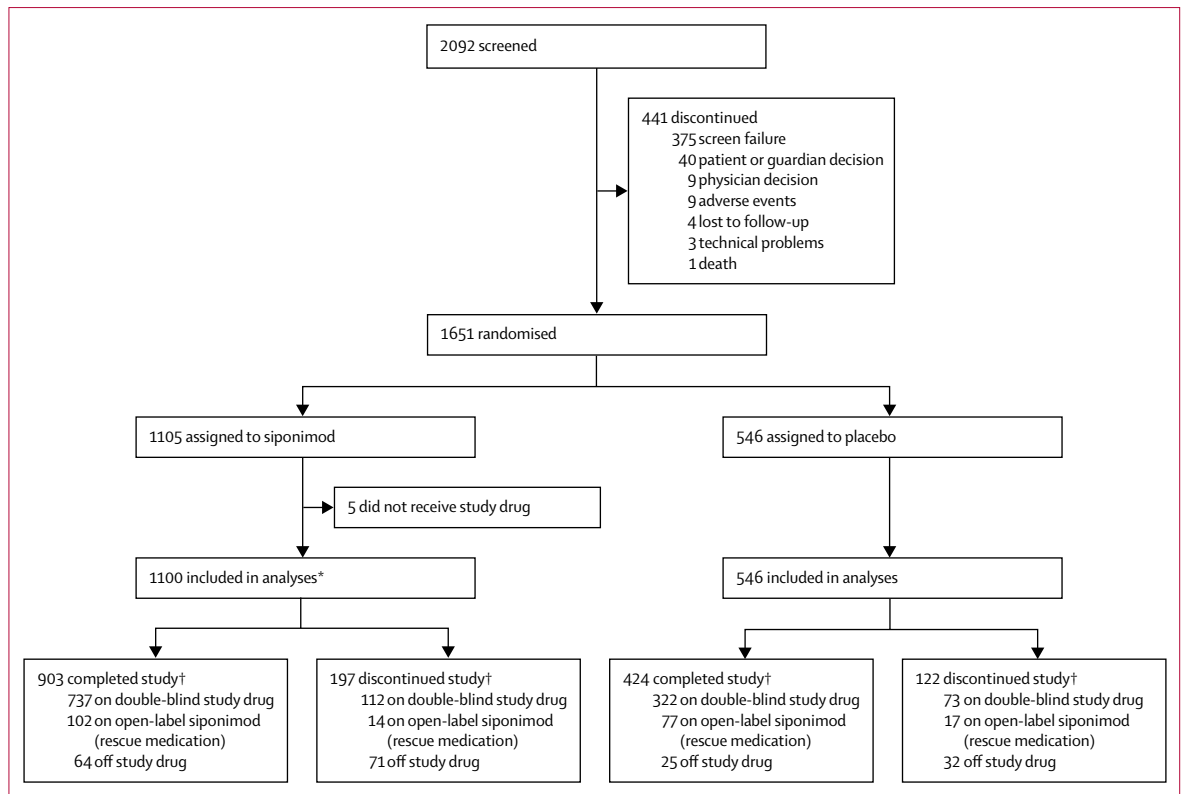 2092 screened
441 discontinued
375 screen failure
40 patient or guardian decision
9 physician decision
9 adverse events
4 lost to follow-up
3 technical problems
1 death
1651 randomised
1105 assigned to siponimod
546 assigned to placebo
5 did not receive study drug
1100 included in analyses*
546 included in analyses
903 completed study†
737 on double-blind study drug
102 on open-label siponimod
(rescue medication)
64 off study drug
197 discontinued study†
112 on double-blind study drug
14 on open-label siponimod
(rescue medication)
71 off study drug
424 completed study†
322 on double-blind study drug
77 on open-label siponimod
(rescue medication)
25 off study drug
122 discontinued study†
73 on double-blind study drug
17 on open-label siponimod
(rescue medication)
32 off study drug